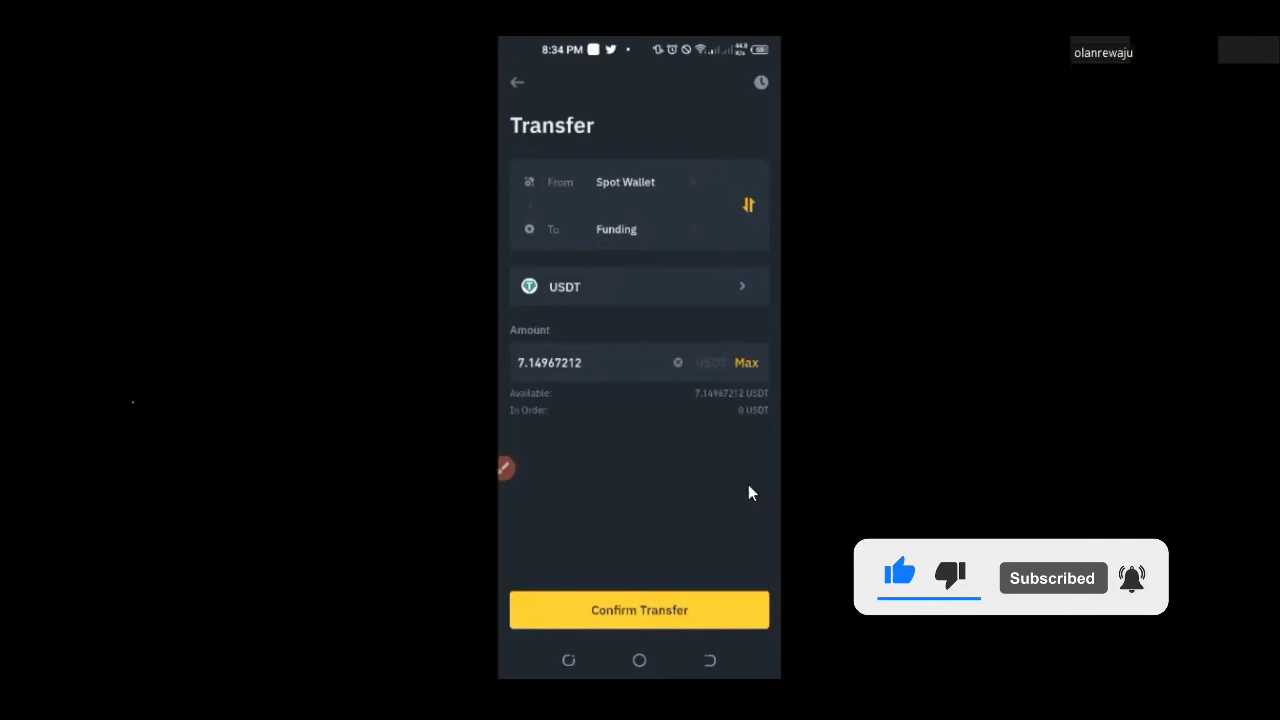 8:34 PM
olanrewaju
Transfer
From Spot Wallet
To Funding
USDT
Amount
7.14967212 USDT Max
Available: 7.14967212 USDT
In Order: 0 USDT
Subscribed
Confirm Transfer